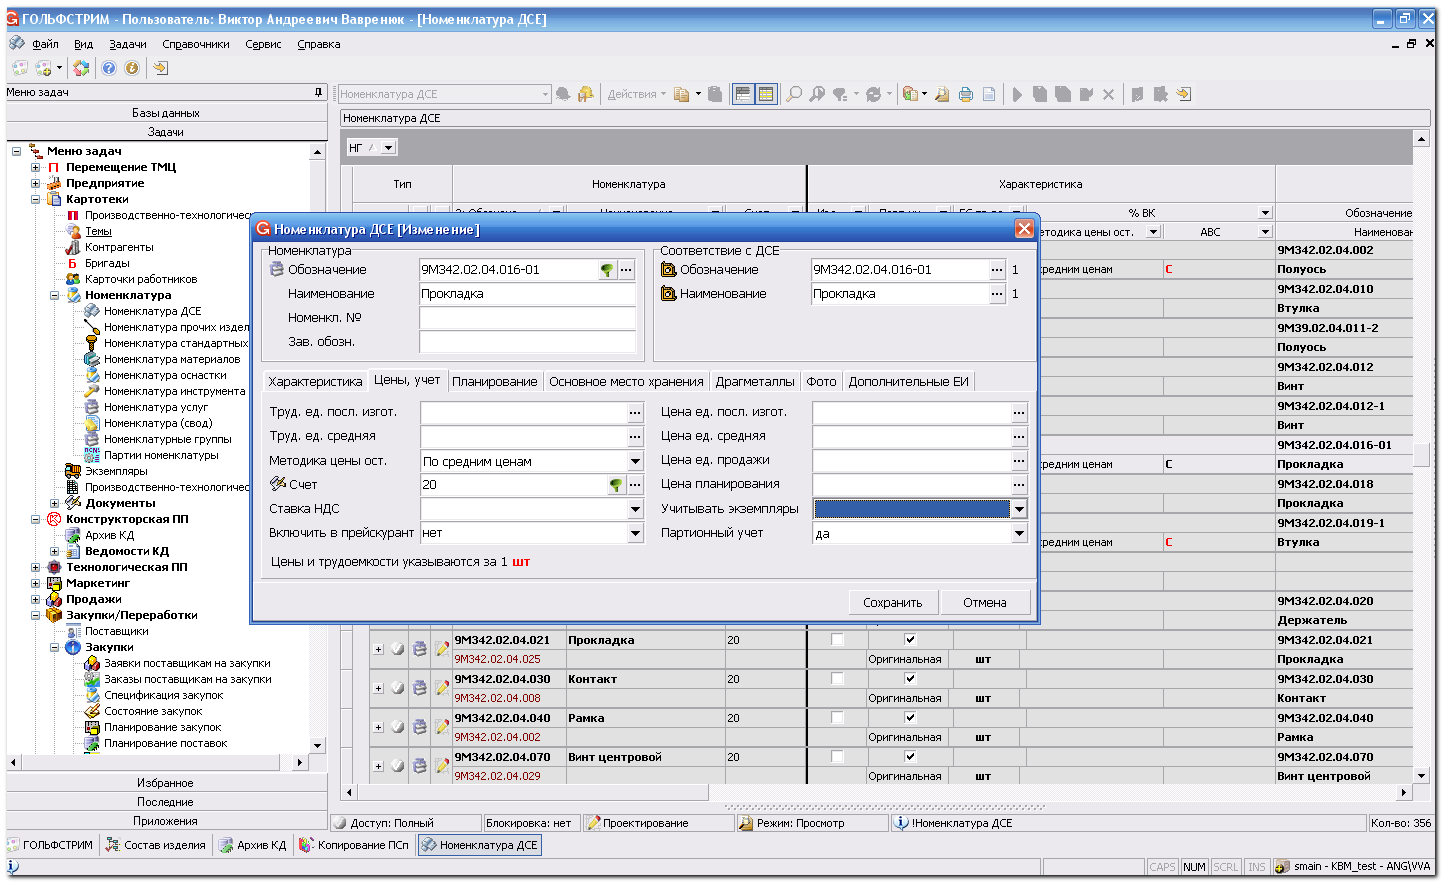 ГОЛЬФСТРИМ - Пользователь: Виктор Андреевич Вавренюк - [Номенклатура ДСЕ]
Файл Вид Задачи Справочники Сервис Справка
Меню задач
Базы данных
Задачи
Меню задач
Перемещение ТМЦ
Предприятие
Картотеки
Производственно-технологичес
Темы
Контрагенты
Бригады
Карточки работников
Номенклатура
Номенклатура ДСЕ
Номенклатура прочих издел
Номенклатура стандартных
Номенклатура материалов
Номенклатура оснастки
Номенклатура инструмента
Номенклатура услуг
Номенклатура (свод)
Номенклатурные группы
Партии номенклатуры
Экземпляры
Производственно-технологичес
Документы
Конструкторская ПП
Архив КД
Ведомости КД
Технологическая ПП
Маркетинг
Продажи
Закупки/Переработки
Поставщики
Закупки
Заявки поставщикам на закупки
Заказы поставщикам на закупки
Спецификация закупок
Состояние закупок
Планирование закупок
Планирование поставок
Избранное
Последние
Приложения
Номенклатура ДСЕ Действия
Номенклатура ДСЕ
НГ
Тип Номенклатура Характеристика
% ВК Обозначение
етодика цены ост. АВС Наименован
9М342.02.04.002
средним ценам С Полуось
9М342.02.04.010
Втулка
9М39.02.04.011-2
Полуось
9М342.02.04.012
Винт
9М342.02.04.012-1
Винт
9М342.02.04.016-01
средним ценам С Прокладка
9М342.02.04.018
Прокладка
9М342.02.04.019-1
средним ценам С Втулка
9М342.02.04.020
Держатель
9М342.02.04.021 Прокладка 20 9М342.02.04.021
9М342.02.04.025 Оригинальная шт Прокладка
9М342.02.04.030 Контакт 20 9М342.02.04.030
9М342.02.04.008 Оригинальная шт Контакт
9М342.02.04.040 Рамка 20 9М342.02.04.040
9М342.02.04.002 Оригинальная шт Рамка
9М342.02.04.070 Винт центровой 20 9М342.02.04.070
9М342.02.04.029 Оригинальная шт Винт центровой
Номенклатура ДСЕ [Изменение]
Номенклатура
Обозначение 9М342.02.04.016-01
Наименование Прокладка
Номенкл. №
Зав. обозн.
Соответствие с ДСЕ
Обозначение 9М342.02.04.016-01 1
Наименование Прокладка 1
Характеристика Цены, учет Планирование Основное место хранения Драгметаллы Фото Дополнительные ЕИ
Труд. ед. посл. изгот. Цена ед. посл. изгот.
Труд. ед. средняя Цена ед. средняя
Методика цены ост. По средним ценам Цена ед. продажи
Счет 20 Цена планирования
Ставка НДС Учитывать экземпляры
Включить в прейскурант нет Партионный учет да
Цены и трудоемкости указываются за 1 шт
Сохранить Отмена
Доступ: Полный Блокировка: нет Проектирование Режим: Просмотр !Номенклатура ДСЕ Кол-во: 356
ГОЛЬФСТРИМ Состав изделия Архив КД Копирование ПСп Номенклатура ДСЕ
CAPS NUM SCRL INS smain - KBM_test - ANG\VVA